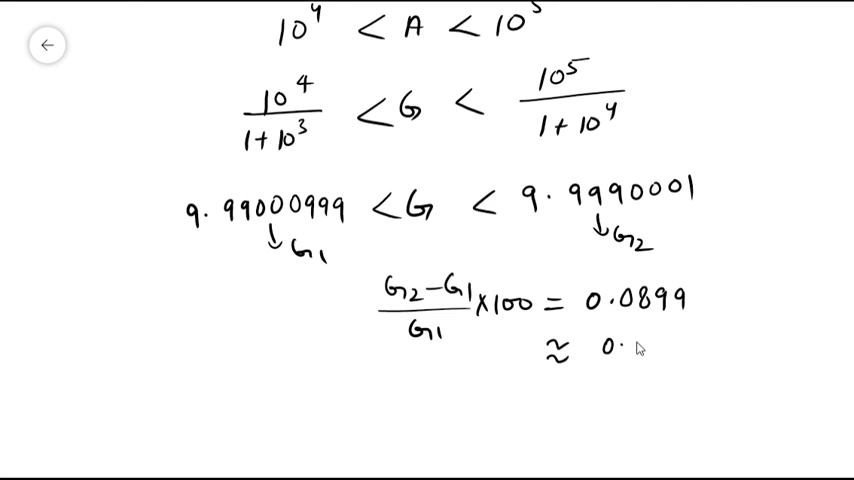 10⁴ < A < 10⁵
10⁴/(1+10³) < G < 10⁵/(1+10⁴)
9.99000999 < G < 9.9990001
↓G₁ ↓G₂
(G₂-G₁)/G₁ ×100 = 0.0899
≈ 0.